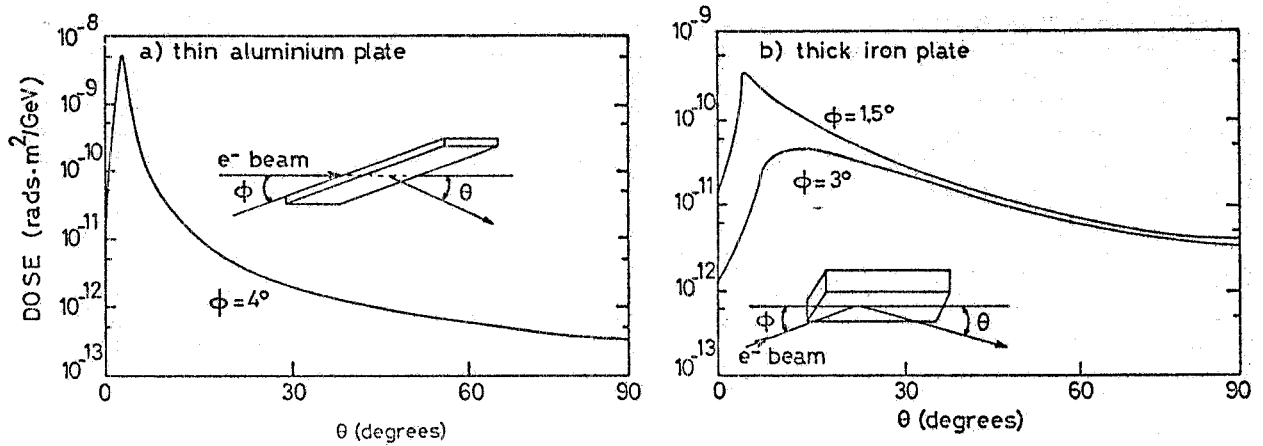 a) thin aluminium plate
DOSE (rads·m²/GeV)
10⁻⁸
10⁻⁹
10⁻¹⁰
10⁻¹¹
10⁻¹²
10⁻¹³
e⁻ beam
ϕ
θ
ϕ=4°
0
30
60
90
θ (degrees)
b) thick iron plate
10⁻⁹
10⁻¹⁰
10⁻¹¹
10⁻¹²
10⁻¹³
ϕ=1,5°
ϕ=3°
ϕ
θ
e⁻ beam
0
30
60
90
θ (degrees)